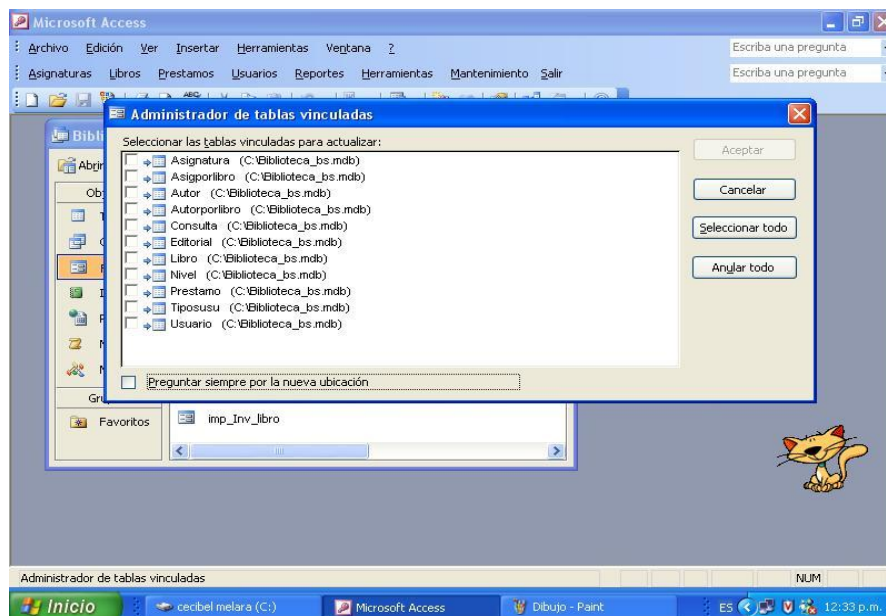 Microsoft Access
Archivo Edición Ver Insertar Herramientas Ventana ?
Escriba una pregunta
Asignaturas Libros Prestamos Usuarios Reportes Herramientas Mantenimiento Salir
Escriba una pregunta
Administrador de tablas vinculadas
Seleccionar las tablas vinculadas para actualizar:
Asignatura (C:\Biblioteca_bs.mdb)
Asigporlibro (C:\Biblioteca_bs.mdb)
Autor (C:\Biblioteca_bs.mdb)
Autorporlibro (C:\Biblioteca_bs.mdb)
Consulta (C:\Biblioteca_bs.mdb)
Editorial (C:\Biblioteca_bs.mdb)
Libro (C:\Biblioteca_bs.mdb)
Nivel (C:\Biblioteca_bs.mdb)
Prestamo (C:\Biblioteca_bs.mdb)
Tiposusu (C:\Biblioteca_bs.mdb)
Usuario (C:\Biblioteca_bs.mdb)
Preguntar siempre por la nueva ubicación
Aceptar
Cancelar
Seleccionar todo
Anular todo
Favoritos
imp_Inv_libro
Administrador de tablas vinculadas
NUM
Inicio
cecibel melara (C:)
Microsoft Access
Dibujo - Paint
ES
12:33 p.m.